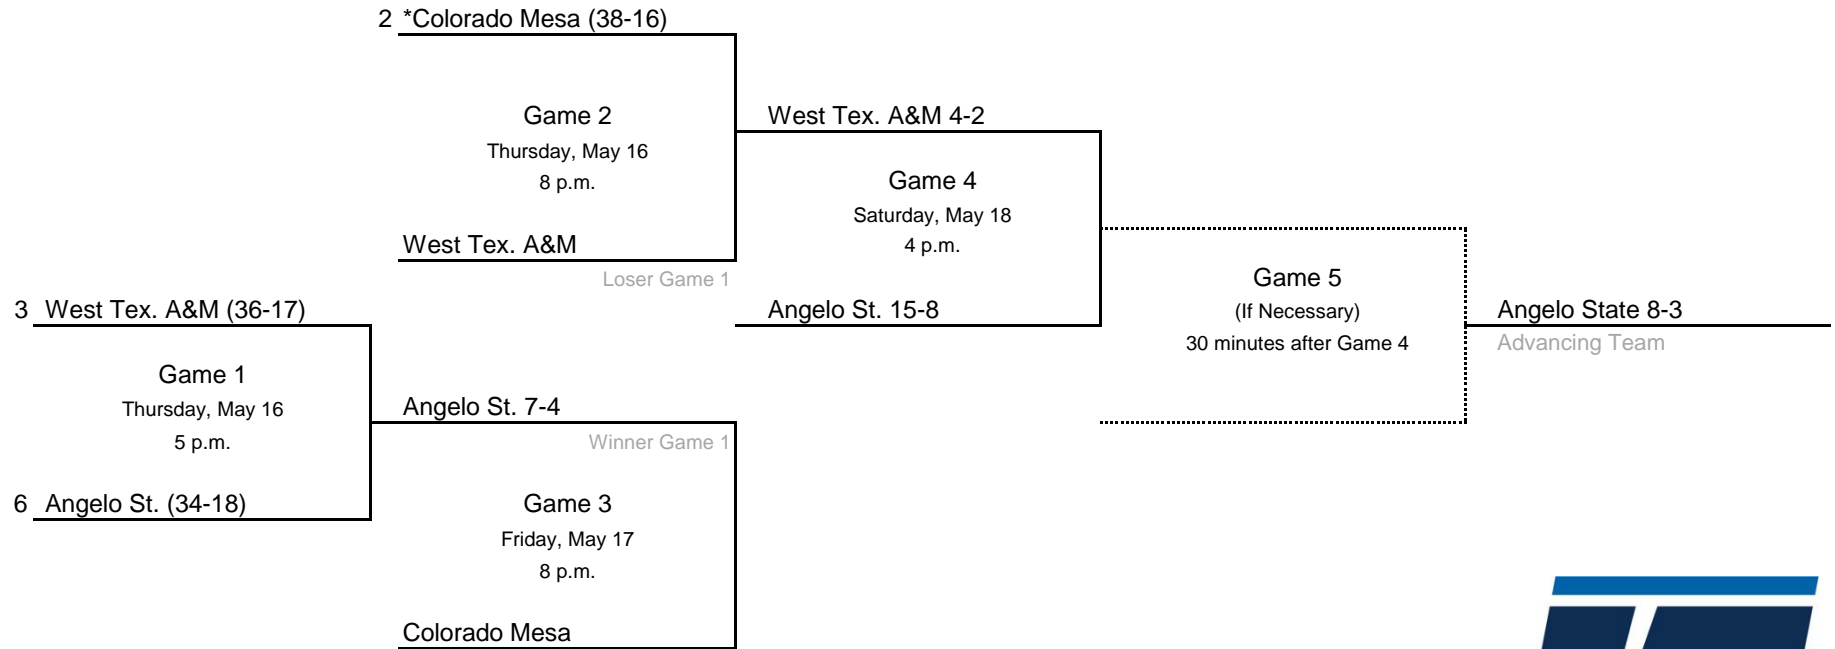 2 *Colorado Mesa (38-16)
Game 2
Thursday, May 16
8 p.m.
West Tex. A&M
Loser Game 1
West Tex. A&M 4-2
Game 4
Saturday, May 18
4 p.m.
Angelo St. 15-8
Game 5
(If Necessary)
30 minutes after Game 4
Angelo State 8-3
Advancing Team
3 West Tex. A&M (36-17)
Game 1
Thursday, May 16
5 p.m.
6 Angelo St. (34-18)
Angelo St. 7-4
Winner Game 1
Game 3
Friday, May 17
8 p.m.
Colorado Mesa